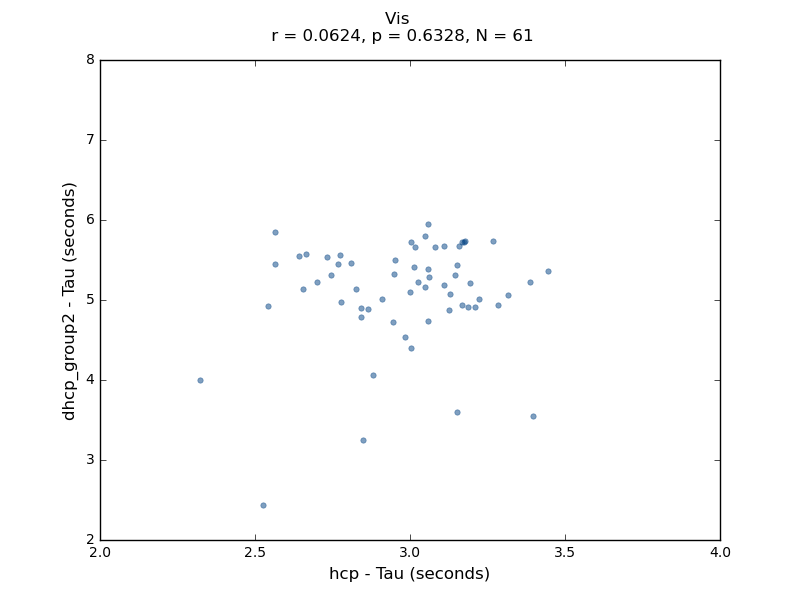 Vis
r = 0.0624, p = 0.6328, N = 61
8
7
6
5
4
3
2
dhcp_group2 - Tau (seconds)
2.0 2.5 3.0 3.5 4.0
hcp - Tau (seconds)